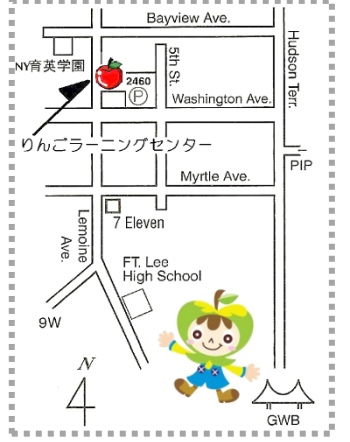 Bayview Ave.
NY育英学園
5th St.
Hudson Terr.
2460
P
Washington Ave.
りんごラーニングセンター
PIP
Myrtle Ave.
7 Eleven
Lemoine
Ave.
FT. Lee
High School
9W
N
GWB